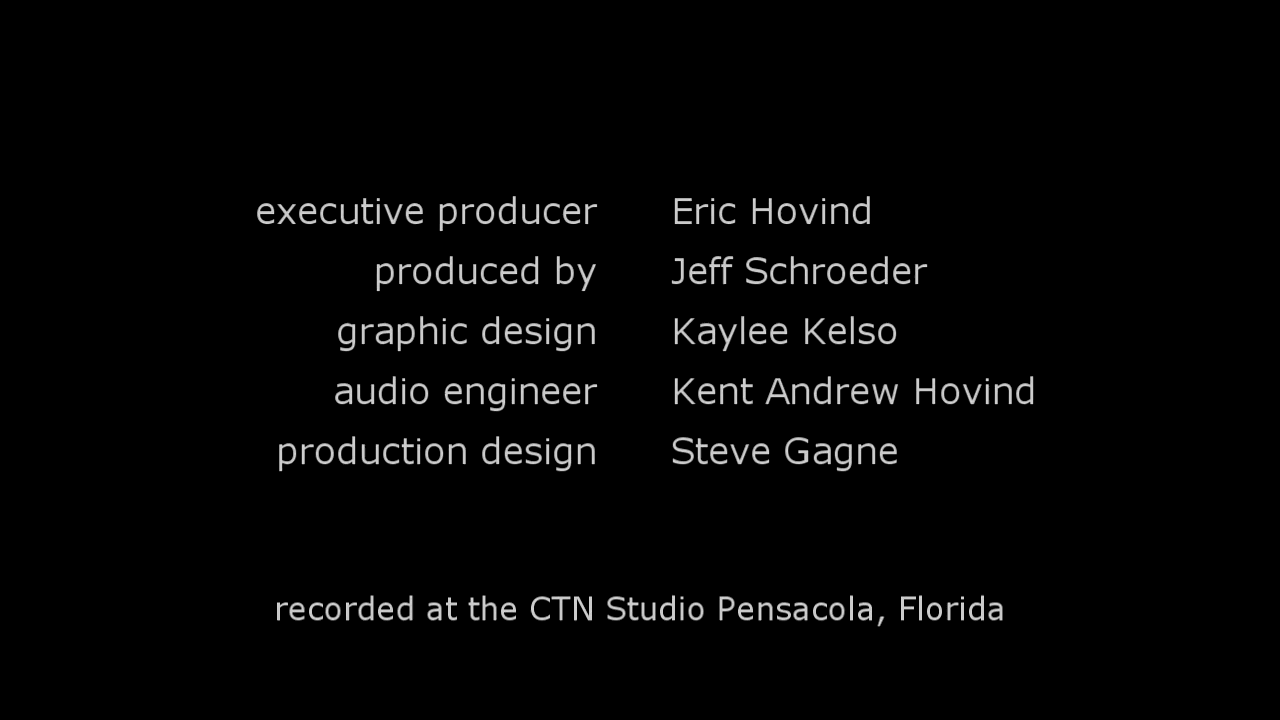 executive producer Eric Hovind
produced by Jeff Schroeder
graphic design Kaylee Kelso
audio engineer Kent Andrew Hovind
production design Steve Gagne
recorded at the CTN Studio Pensacola, Florida